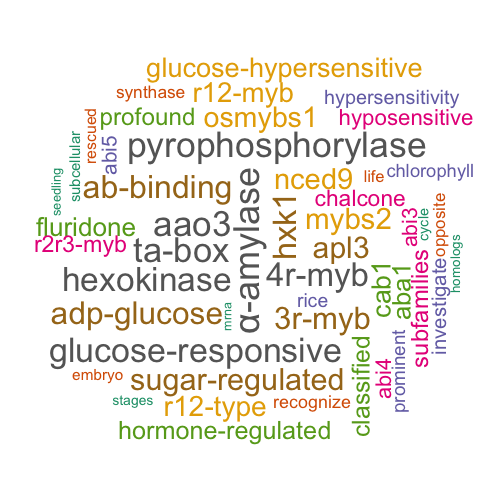 glucose-hypersensitive
synthase r12-myb hypersensitivity
profound osmybs1 hyposensitive
rescued
abi5
subcellular
pyrophosphorylase
seedling
ab-binding
α-amylase
nced9
life
chlorophyll
chalcone
hxk1
fluridone
aao3
mybs2
abi3
cycle
opposite
r2r3-myb
ta-box
apl3
homologs
hexokinase
4r-myb
cab1
aba1
subfamilies
investigate
rice
adp-glucose
mrna
3r-myb
glucose-responsive
classified
abi4
prominent
embryo
sugar-regulated
stages
r12-type
recognize
hormone-regulated